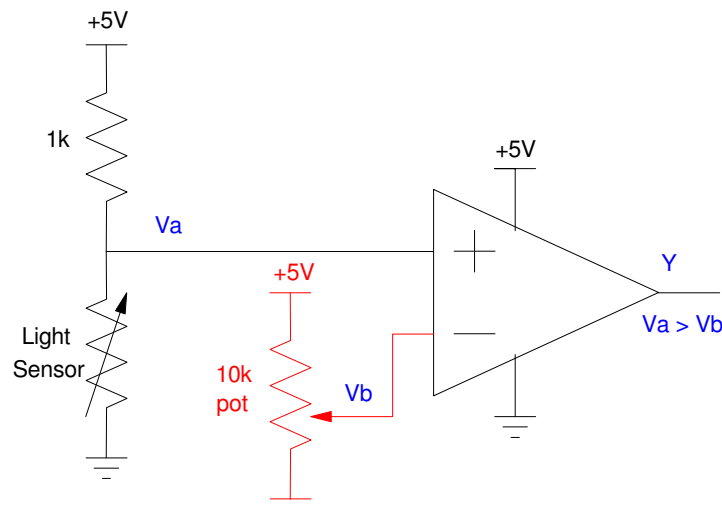 +5V
1k
Va
+5V
+5V
Y
Va > Vb
Light
Sensor
10k
pot
Vb